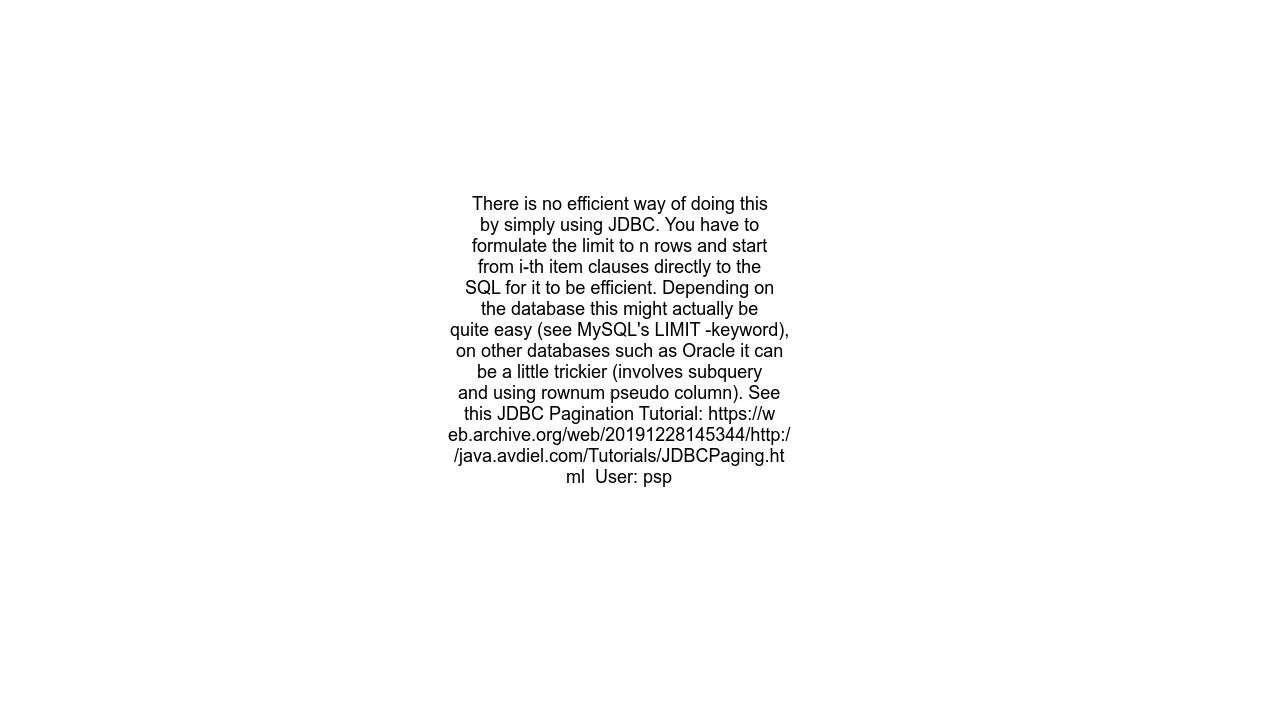 There is no efficient way of doing this
by simply using JDBC. You have to
formulate the limit to n rows and start
from i-th item clauses directly to the
SQL for it to be efficient. Depending on
the database this might actually be
quite easy (see MySQL's LIMIT -keyword),
on other databases such as Oracle it can
be a little trickier (involves subquery
and using rownum pseudo column). See
this JDBC Pagination Tutorial: https://w
eb.archive.org/web/20191228145344/http:/
/java.avdiel.com/Tutorials/JDBCPaging.ht
ml  User: psp